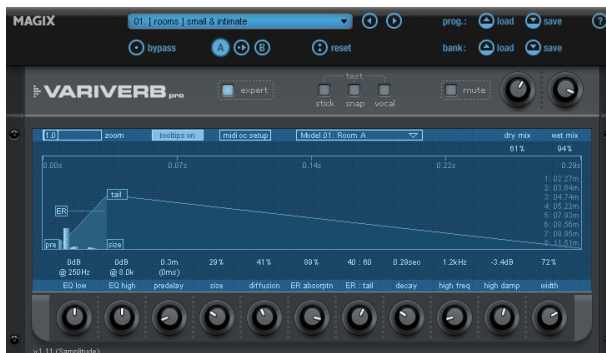 MAGIX 01: [ rooms ] small & intimate prog.: load save ?
bypass A B reset bank: load save
VARIVERB pro expert test stick snap vocal mute
[1.0] zoom tooltips on midi cc setup Model 01: Room A dry mix wet mix
61% 94%
0.00s 0.07s 0.14s 0.22s 0.29s
1: 02.27m
2: 03.64m
3: 04.74m
4: 05.22m
5: 07.93m
6: 08.56m
7: 09.95m
8: 11.51m
tail
ER
pre size
0dB 0dB 0.3m 29% 41% 89% 40 : 60 0.29sec 1.2kHz -3.4dB 72%
@ 250Hz @ 8.0k (0ms)
EQ low EQ high predelay size diffusion ER absorptn ER : tail decay high freq high damp width
v1.11 (Samplitude)